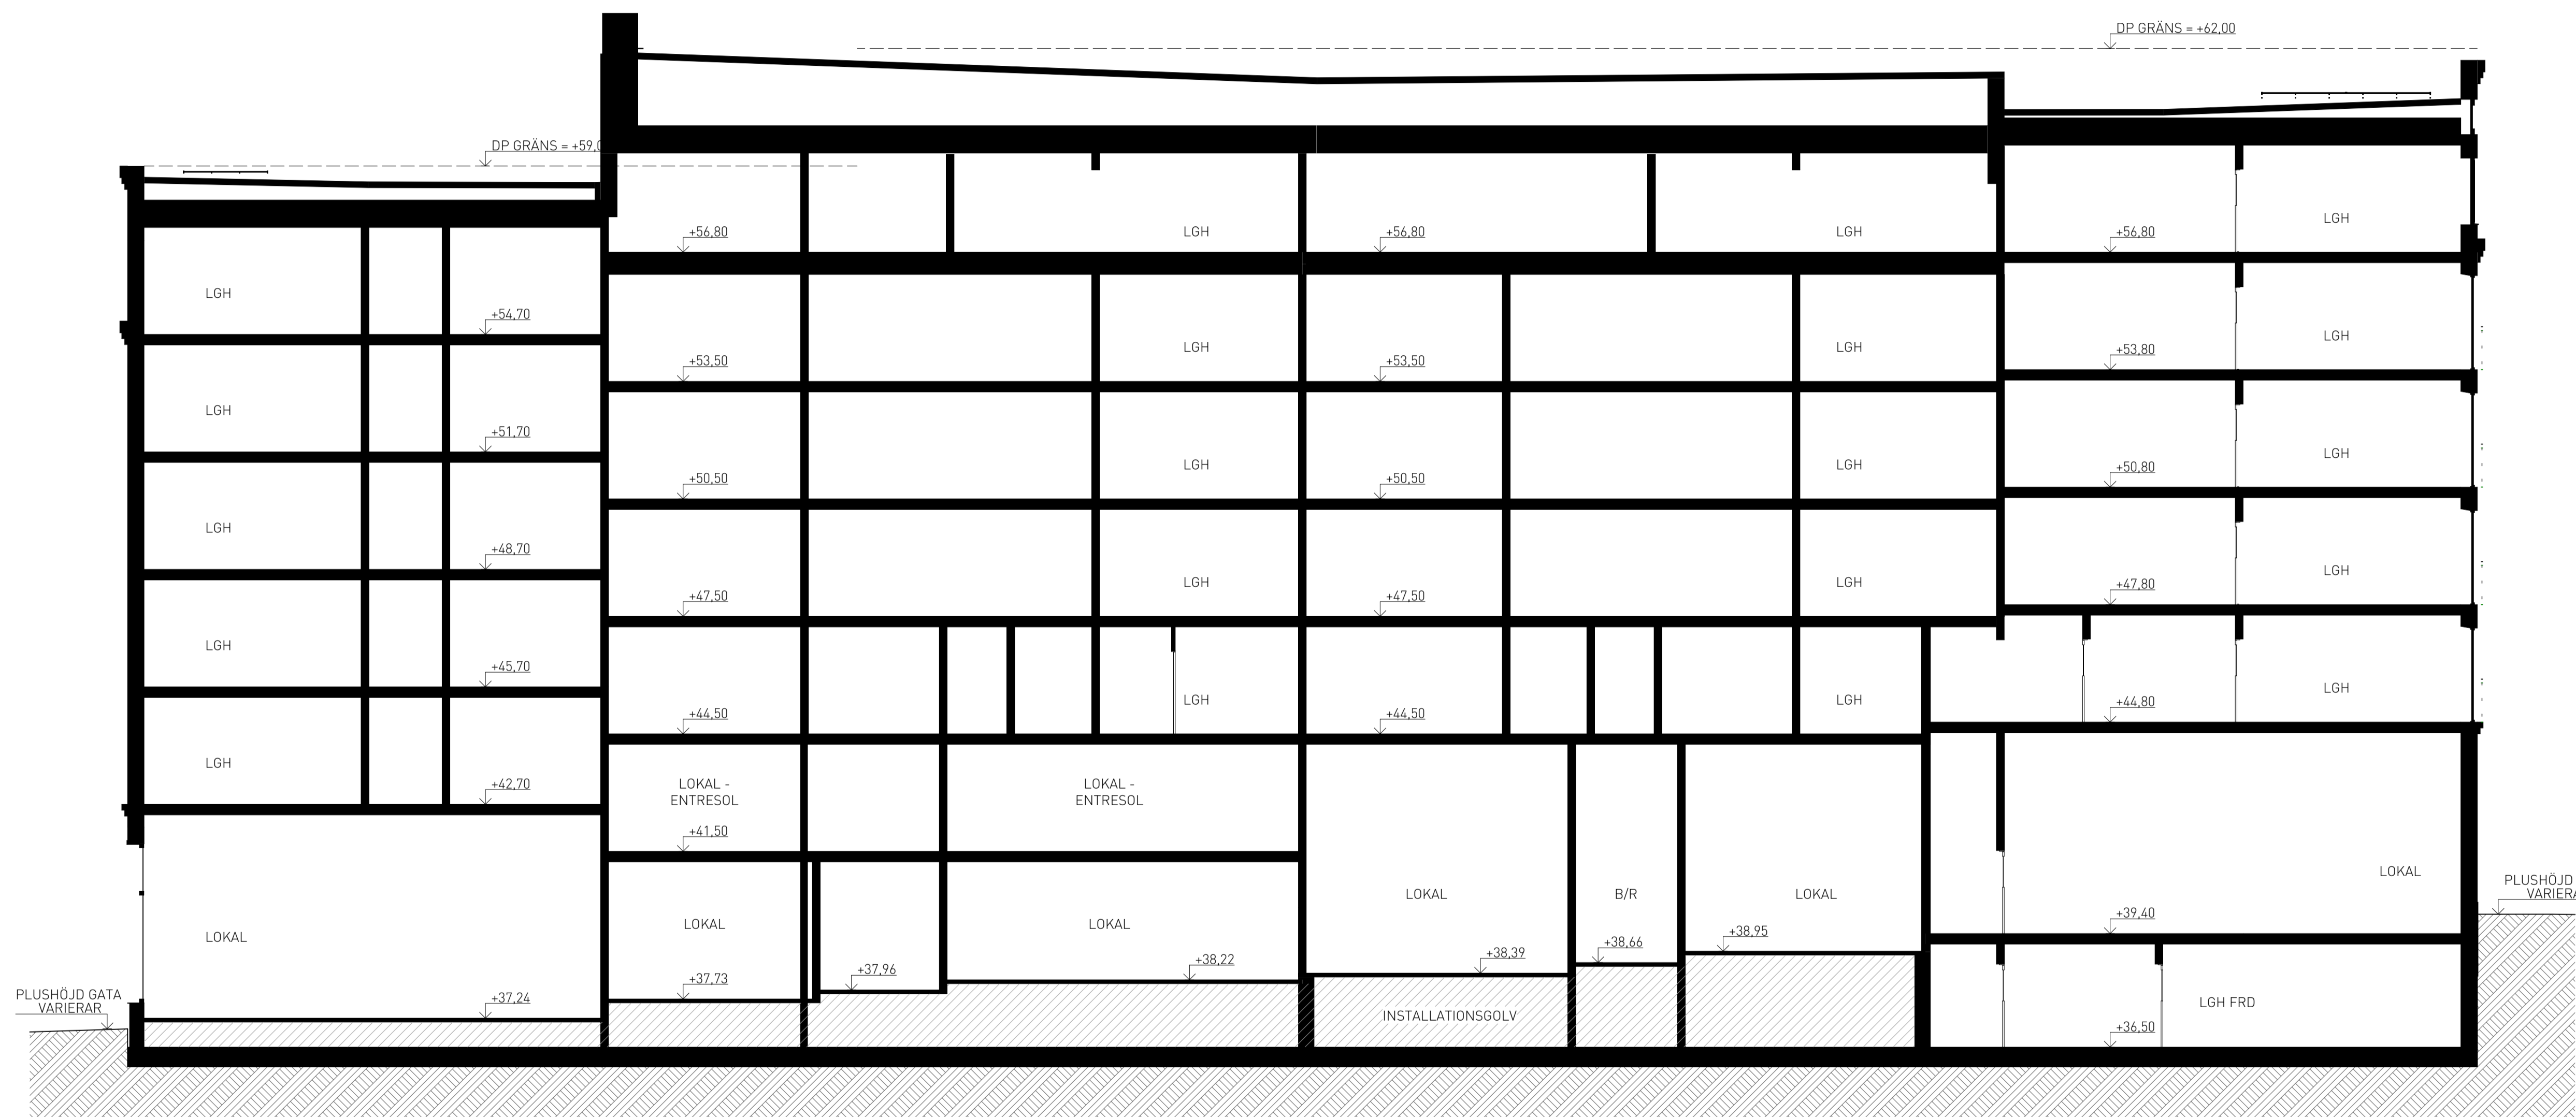 DP GRÄNS = +62,00
DP GRÄNS = +59,0
+56,80
LGH
+56,80
LGH
+56,80
LGH
LGH
+54,70
+53,50
LGH
+53,50
LGH
+53,80
LGH
LGH
+51,70
+50,50
LGH
+50,50
LGH
+50,80
LGH
LGH
+48,70
+47,50
LGH
+47,50
LGH
+47,80
LGH
LGH
+45,70
+44,50
LGH
+44,50
LGH
+44,80
LGH
LGH
+42,70
LOKAL -
ENTRESOL
LOKAL -
ENTRESOL
+41,50
LOKAL
LOKAL
+37,24
LOKAL
+37,73
+37,96
LOKAL
+38,22
LOKAL
+38,39
B/R
+38,66
LOKAL
+38,95
+39,40
LOKAL
PLUSHÖJD
VARIERA
PLUSHÖJD GATA
VARIERAR
INSTALLATIONSGOLV
LGH FRD
+36,50